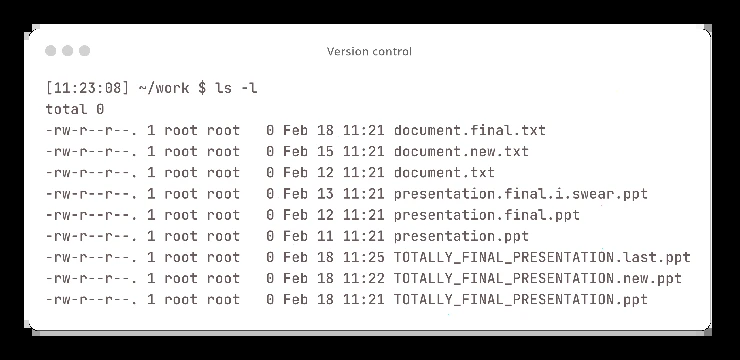 Version control
[11:23:08] ~/work $ ls -l
total 0
-rw-r--r--. 1 root root   0 Feb 18 11:21 document.final.txt
-rw-r--r--. 1 root root   0 Feb 15 11:21 document.new.txt
-rw-r--r--. 1 root root   0 Feb 12 11:21 document.txt
-rw-r--r--. 1 root root   0 Feb 13 11:21 presentation.final.i.swear.ppt
-rw-r--r--. 1 root root   0 Feb 12 11:21 presentation.final.ppt
-rw-r--r--. 1 root root   0 Feb 11 11:21 presentation.ppt
-rw-r--r--. 1 root root   0 Feb 18 11:25 TOTALLY_FINAL_PRESENTATION.last.ppt
-rw-r--r--. 1 root root   0 Feb 18 11:22 TOTALLY_FINAL_PRESENTATION.new.ppt
-rw-r--r--. 1 root root   0 Feb 18 11:21 TOTALLY_FINAL_PRESENTATION.ppt